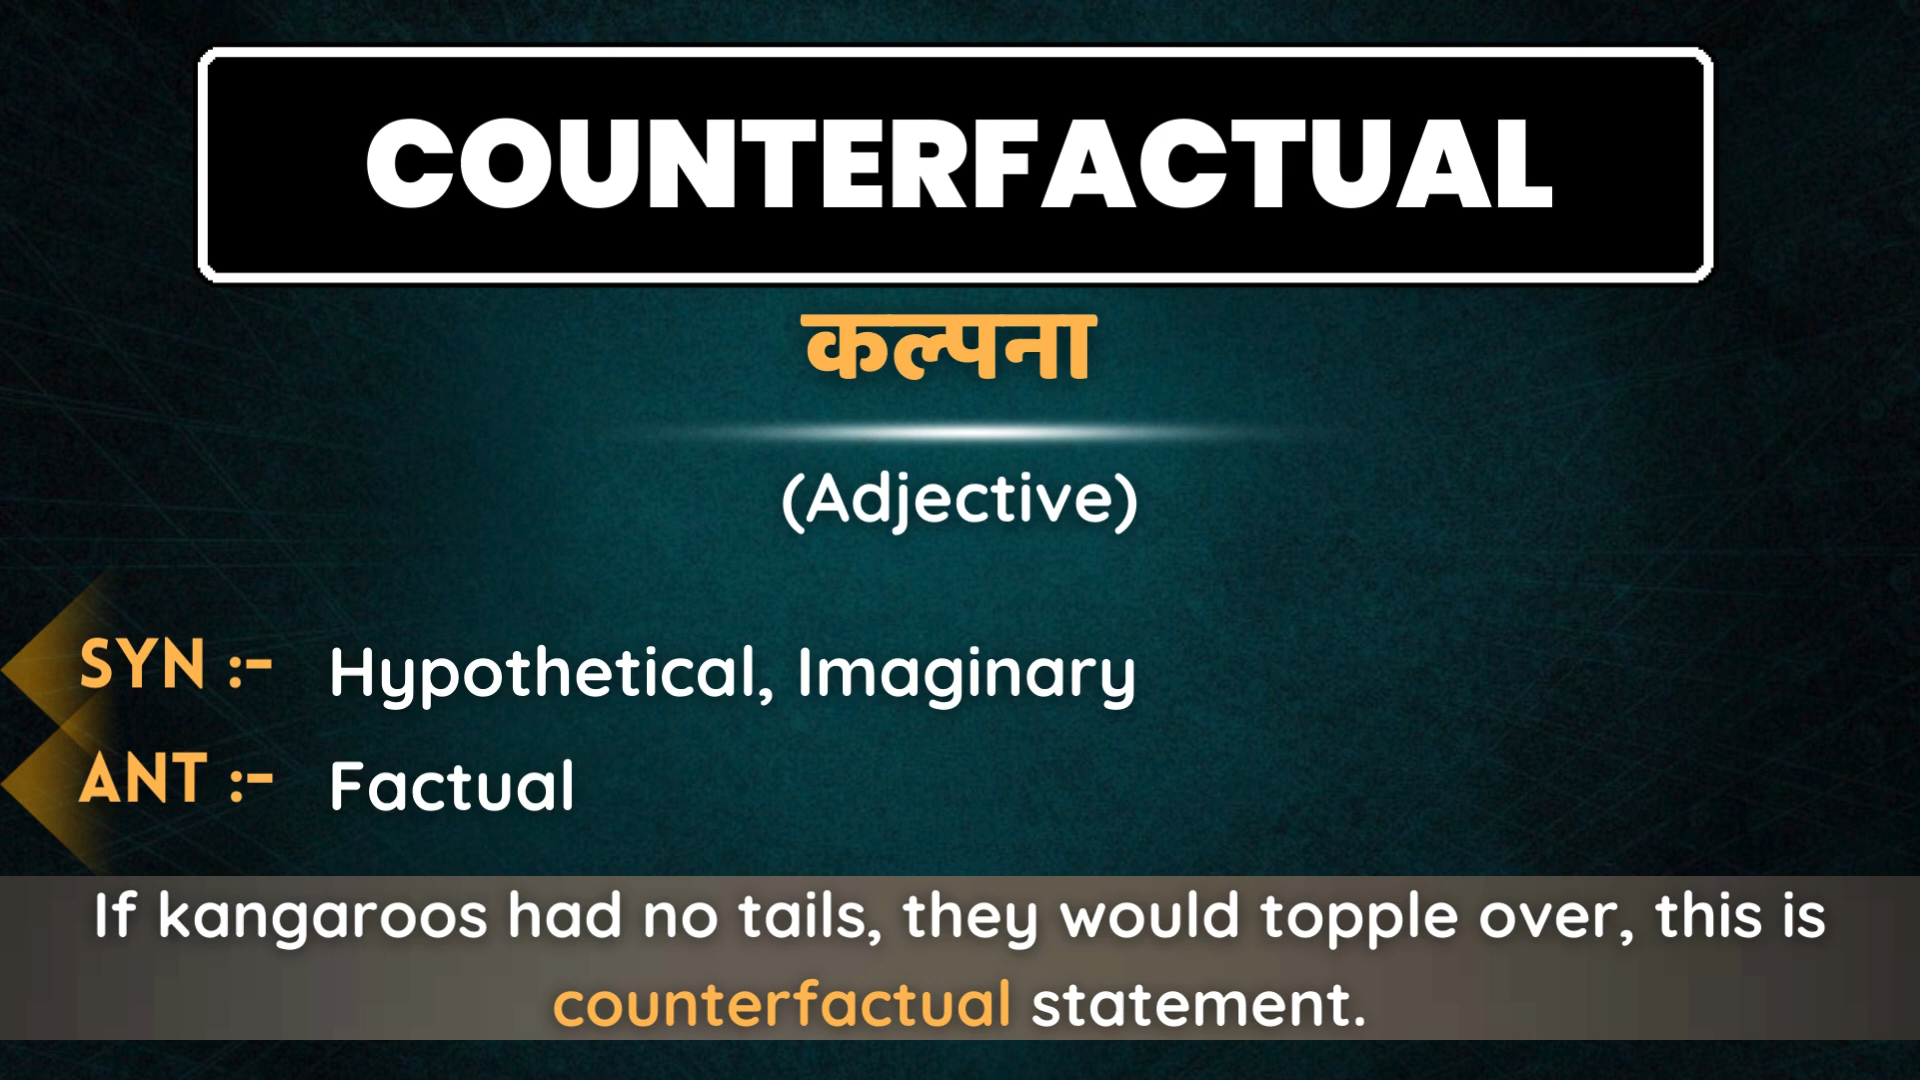 COUNTERFACTUAL
कल्पना
(Adjective)
SYN :- Hypothetical, Imaginary
ANT :- Factual
If kangaroos had no tails, they would topple over, this is
counterfactual statement.